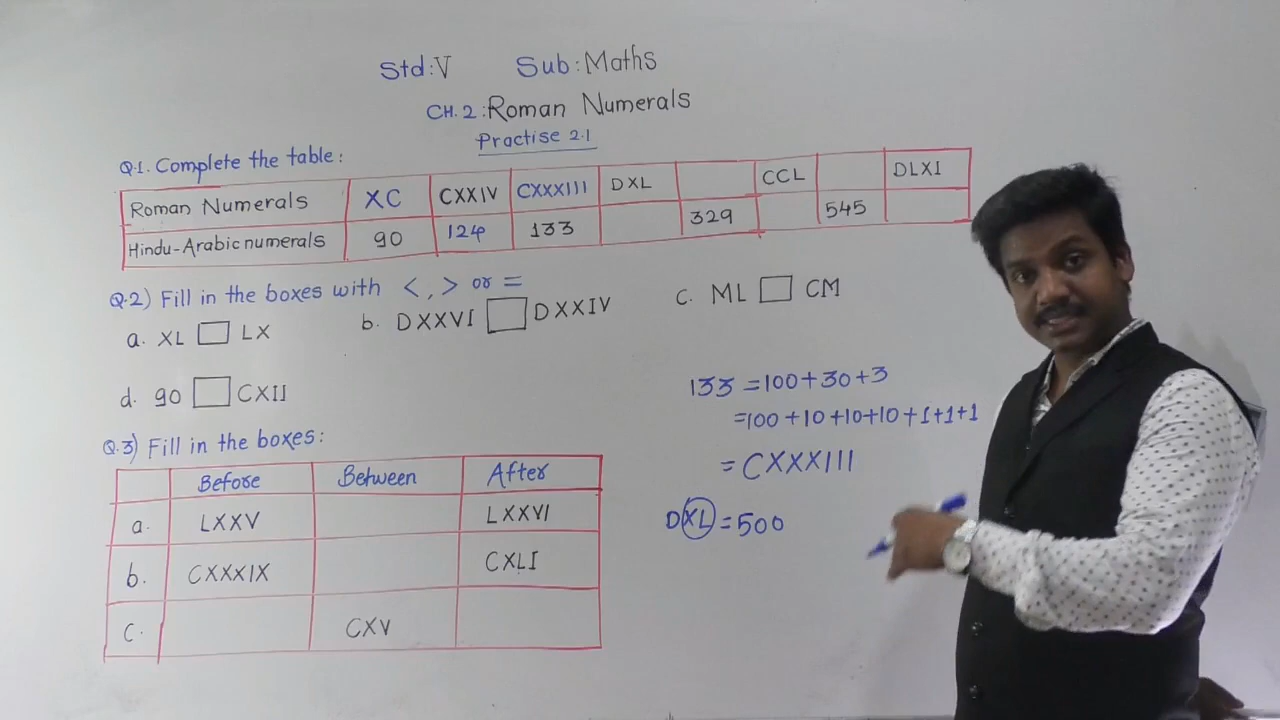 Std:V Sub:Maths
CH.2:Roman Numerals
Practise 2.1
Q.1. Complete the table:
Roman Numerals XC CXXIV CXXXIII DXL CCL DLXI
Hindu-Arabic numerals 90 124 133 329 545
Q.2) Fill in the boxes with <, > or =
a. XL LX b. DXXVI DXXIV c. ML CM
d. 90 CXII
133 = 100+30+3
=100+10+10+10+1+1+1
= CXXXIII
DXL = 500
Q.3) Fill in the boxes:
Before Between After
a. LXXV LXXVI
b. CXXXIX CXLI
c. CXV